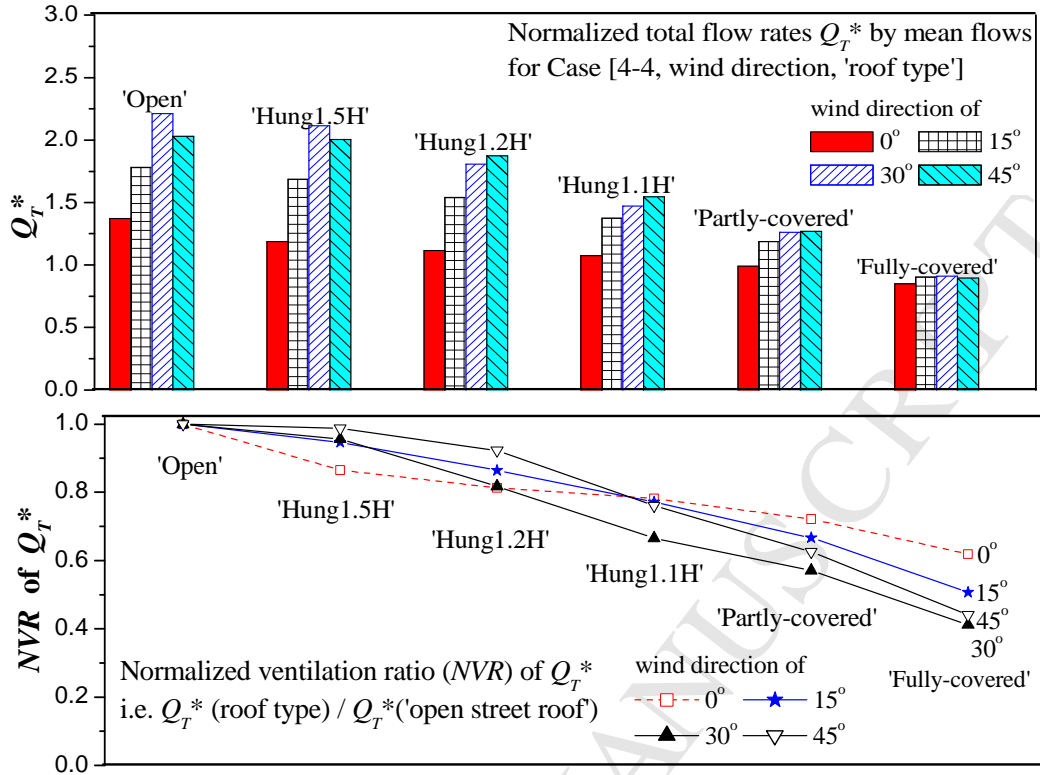 3.0
2.5
2.0
1.5
1.0
0.5
0.0
Q_T*
Normalized total flow rates Q_T* by mean flows
for Case [4-4, wind direction, 'roof type']
wind direction of
0° 15°
30° 45°
'Open'
'Hung1.5H'
'Hung1.2H'
'Hung1.1H'
'Partly-covered'
'Fully-covered'
1.0
0.8
0.6
0.4
0.2
0.0
NVR of Q_T*
'Open'
'Hung1.5H'
'Hung1.2H'
'Hung1.1H'
'Partly-covered'
'Fully-covered'
0°
15°
45°
30°
Normalized ventilation ratio (NVR) of Q_T*
i.e. Q_T* (roof type) / Q_T*('open street roof')
wind direction of
0° 15°
30° 45°
MANUSCRIPT